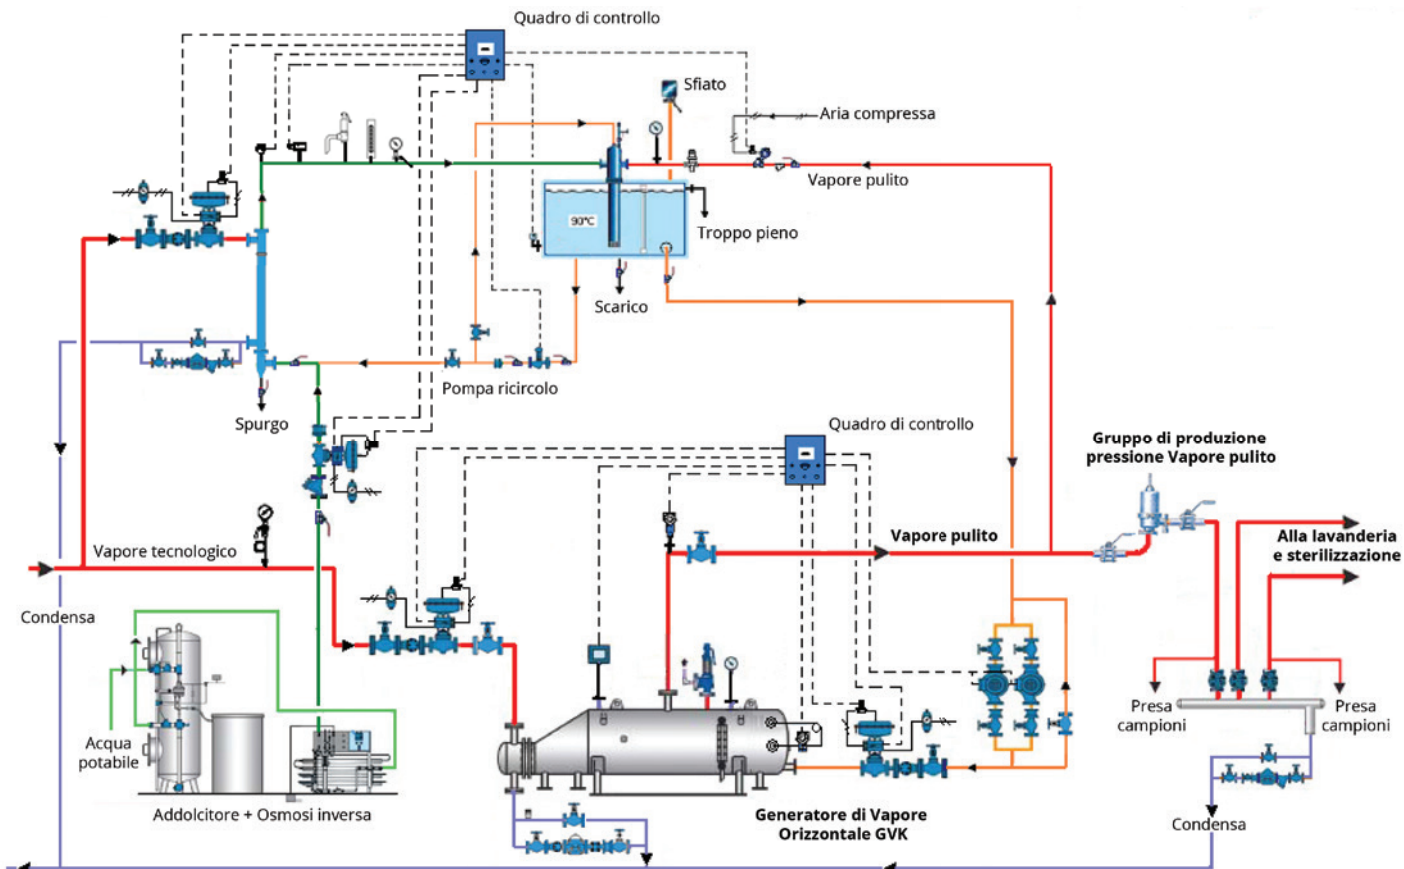 Quadro di controllo
Sfiato
Aria compressa
Vapore pulito
90°C
Troppo pieno
Scarico
Pompa ricircolo
Spurgo
Quadro di controllo
Gruppo di produzione
pressione Vapore pulito
Vapore tecnologico
Vapore pulito
Alla lavanderia
e sterilizzazione
Condensa
Presa
campioni
Presa
campioni
Acqua
potabile
Addolcitore + Osmosi inversa
Generatore di Vapore
Orizzontale GVK
Condensa